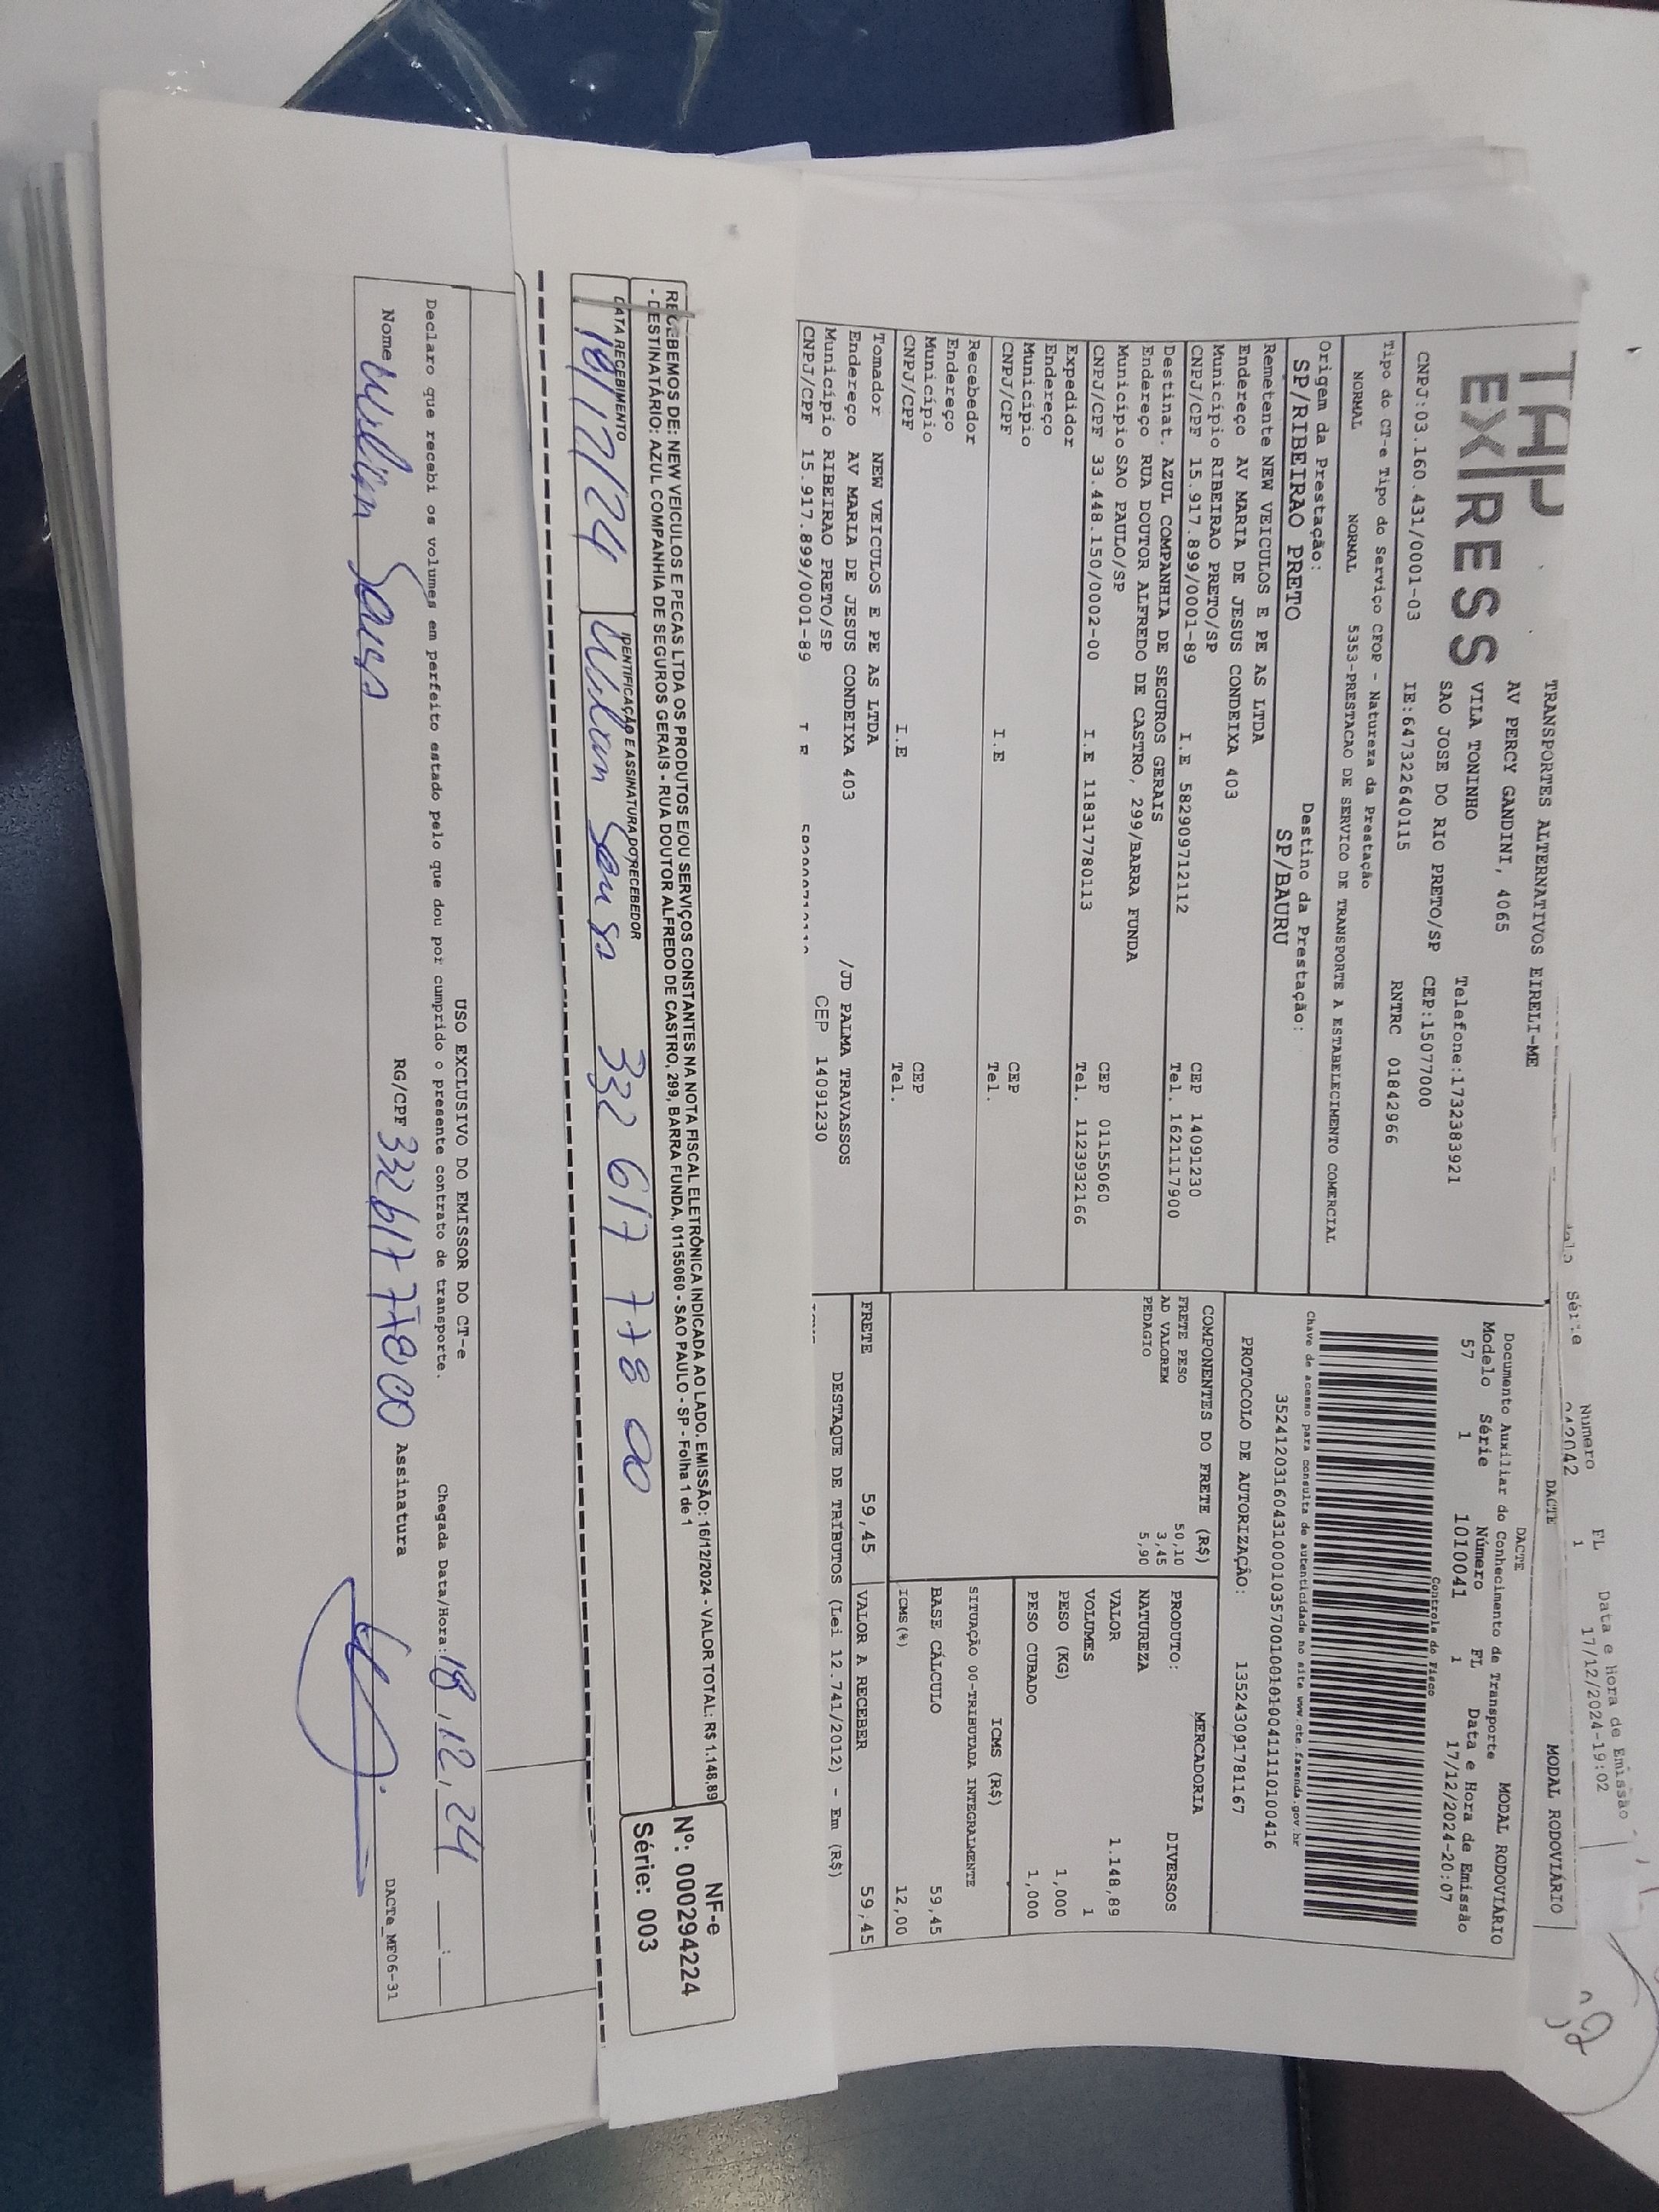 Série Número FL Data e Hora de Emissão
1 17/12/2024-19:02
DACTE MODAL RODOVIÁRIO
TAP
EXPRESS
TRANSPORTES ALTERNATIVOS EIRELI-ME
AV PERCY GANDINI, 4065
VILA TONINHO Telefone:1732383921
SAO JOSE DO RIO PRETO/SP CEP:15077000
CNPJ:03.160.431/0001-03 IE:647322640115 RNTRC 01842966
DACTE MODAL RODOVIÁRIO
Documento Auxiliar do Conhecimento de Transporte
Modelo Série Número FL Data e Hora de Emissão
57 1 1010041 1 17/12/2024-20:07
Controle do Fisco
Tipo do CT-e Tipo do Serviço CFOP - Natureza da Prestação
NORMAL NORMAL 5353-PRESTACAO DE SERVICO DE TRANSPORTE A ESTABELECIMENTO COMERCIAL
Chave de acesso para consulta de autenticidade no site www.cte.fazenda.gov.br
35241203160431000103570010010100411110100416
Origem da Prestação: Destino da Prestação:
SP/RIBEIRAO PRETO SP/BAURU
PROTOCOLO DE AUTORIZAÇÃO: 135243091781167
Remetente NEW VEICULOS E PE AS LTDA
Endereço AV MARIA DE JESUS CONDEIXA 403
Município RIBEIRAO PRETO/SP CEP 14091230
CNPJ/CPF 15.917.899/0001-89 I.E 582909712112 Tel. 1621117900
Destinat. AZUL COMPANHIA DE SEGUROS GERAIS
Endereço RUA DOUTOR ALFREDO DE CASTRO, 299/BARRA FUNDA
Município SAO PAULO/SP CEP 01155060
CNPJ/CPF 33.448.150/0002-00 I.E 118317780113 Tel. 1123932166
Expedidor
Endereço
Município CEP
CNPJ/CPF I.E Tel.
Recebedor
Endereço
Município CEP
CNPJ/CPF I.E Tel.
Tomador NEW VEICULOS E PE AS LTDA
Endereço AV MARIA DE JESUS CONDEIXA 403 /JD PALMA TRAVASSOS
Município RIBEIRAO PRETO/SP CEP 14091230
CNPJ/CPF 15.917.899/0001-89
COMPONENTES DO FRETE (R$)
FRETE PESO 50,10
AD VALOREM 3,45
PEDAGIO 5,90
MERCADORIA
PRODUTO: DIVERSOS
NATUREZA
VALOR 1.148,89
VOLUMES 1
PESO (KG) 1,000
PESO CUBADO 1,000
ICMS (R$)
SITUAÇÃO 00-TRIBUTADA INTEGRALMENTE
BASE CÁLCULO 59,45
ICMS(%) 12,00
FRETE 59,45 VALOR A RECEBER 59,45
DESTAQUE DE TRIBUTOS (Lei 12.741/2012) - Em (R$)
RECEBEMOS DE: NEW VEICULOS E PECAS LTDA OS PRODUTOS E/OU SERVIÇOS CONSTANTES NA NOTA FISCAL ELETRÔNICA INDICADA AO LADO. EMISSÃO: 16/12/2024 - VALOR TOTAL: R$ 1.148,89
- DESTINATÁRIO: AZUL COMPANHIA DE SEGUROS GERAIS - RUA DOUTOR ALFREDO DE CASTRO, 299, BARRA FUNDA, 01155060 - SAO PAULO - SP - Folha 1 de 1
NF-e
Nº: 000294224
Série: 003
DATA RECEBIMENTO IDENTIFICAÇÃO E ASSINATURA DO RECEBEDOR
18/12/24 332 617 778 00
USO EXCLUSIVO DO EMISSOR DO CT-e
Declaro que recebi os volumes em perfeito estado pelo que dou por cumprido o presente contrato de transporte. Chegada Data/Hora: 18,12,24
Nome RG/CPF 332617778,00 Assinatura
DACTe_MF06-31